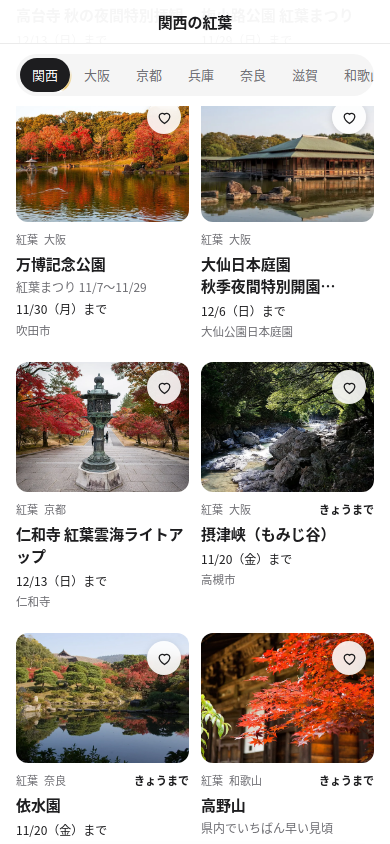 関西の紅葉
関西 大阪 京都 兵庫 奈良 滋賀 和歌
紅葉 大阪
万博記念公園
紅葉まつり 11/7〜11/29
11/30（月）まで
吹田市
紅葉 大阪
大仙日本庭園
秋季夜間特別開園…
12/6（日）まで
大仙公園日本庭園
紅葉 京都
仁和寺 紅葉雲海ライトア
ップ
12/13（日）まで
仁和寺
紅葉 大阪 きょうまで
摂津峡（もみじ谷）
11/20（金）まで
高槻市
紅葉 奈良 きょうまで
依水園
11/20（金）まで
紅葉 和歌山 きょうまで
高野山
県内でいちばん早い見頃